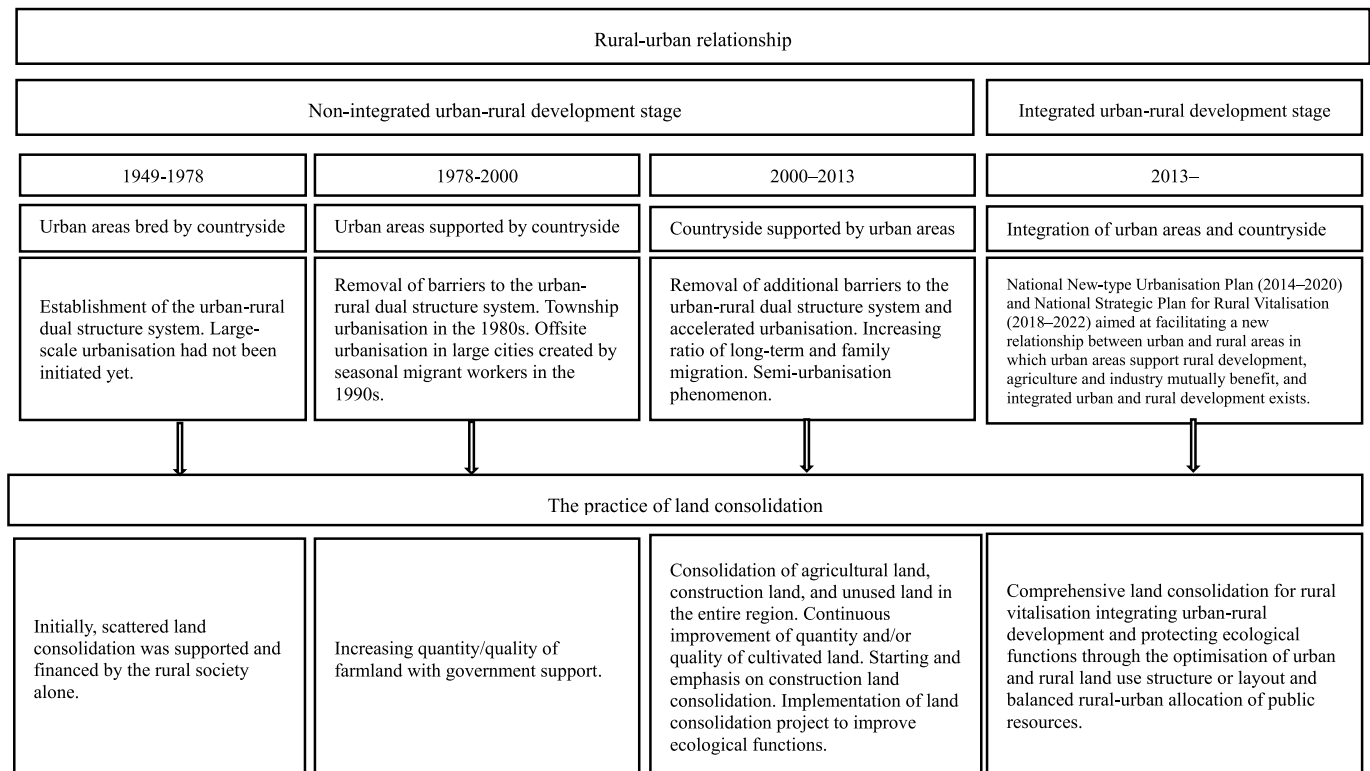 Rural-urban relationship
Non-integrated urban-rural development stage
Integrated urban-rural development stage
1949-1978
1978-2000
2000–2013
2013–
Urban areas bred by countryside
Urban areas supported by countryside
Countryside supported by urban areas
Integration of urban areas and countryside
Establishment of the urban-rural
dual structure system. Large-
scale urbanisation had not been
initiated yet.
Removal of barriers to the urban-
rural dual structure system. Township
urbanisation in the 1980s. Offsite
urbanisation in large cities created by
seasonal migrant workers in the
1990s.
Removal of additional barriers to
the urban-rural dual structure system
and accelerated urbanisation. Increasing
ratio of long-term and family
migration. Semi-urbanisation
phenomenon.
National New-type Urbanisation Plan (2014–2020)
and National Strategic Plan for Rural Vitalisation
(2018–2022) aimed at facilitating a new
relationship between urban and rural areas in
which urban areas support rural development,
agriculture and industry mutually benefit, and
integrated urban and rural development exists.
The practice of land consolidation
Initially, scattered land
consolidation was supported and
financed by the rural society
alone.
Increasing quantity/quality of
farmland with government support.
Consolidation of agricultural land,
construction land, and unused land in
the entire region. Continuous
improvement of quantity and/or
quality of cultivated land. Starting and
emphasis on construction land
consolidation. Implementation of land
consolidation project to improve
ecological functions.
Comprehensive land consolidation for rural
vitalisation integrating urban-rural
development and protecting ecological
functions through the optimisation of urban
and rural land use structure or layout and
balanced rural-urban allocation of public
resources.